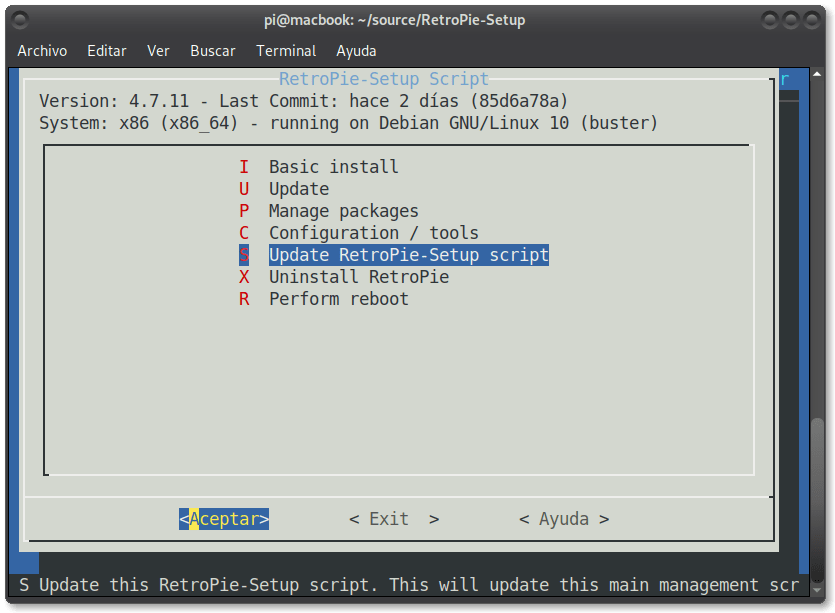 pi@macbook: ~/source/RetroPie-Setup
Archivo Editar Ver Buscar Terminal Ayuda
RetroPie-Setup Script
r
Version: 4.7.11 - Last Commit: hace 2 días (85d6a78a)
System: x86 (x86_64) - running on Debian GNU/Linux 10 (buster)
I Basic install
U Update
P Manage packages
C Configuration / tools
S Update RetroPie-Setup script
X Uninstall RetroPie
R Perform reboot
<Aceptar> < Exit > < Ayuda >
S Update this RetroPie-Setup script. This will update this main management scr